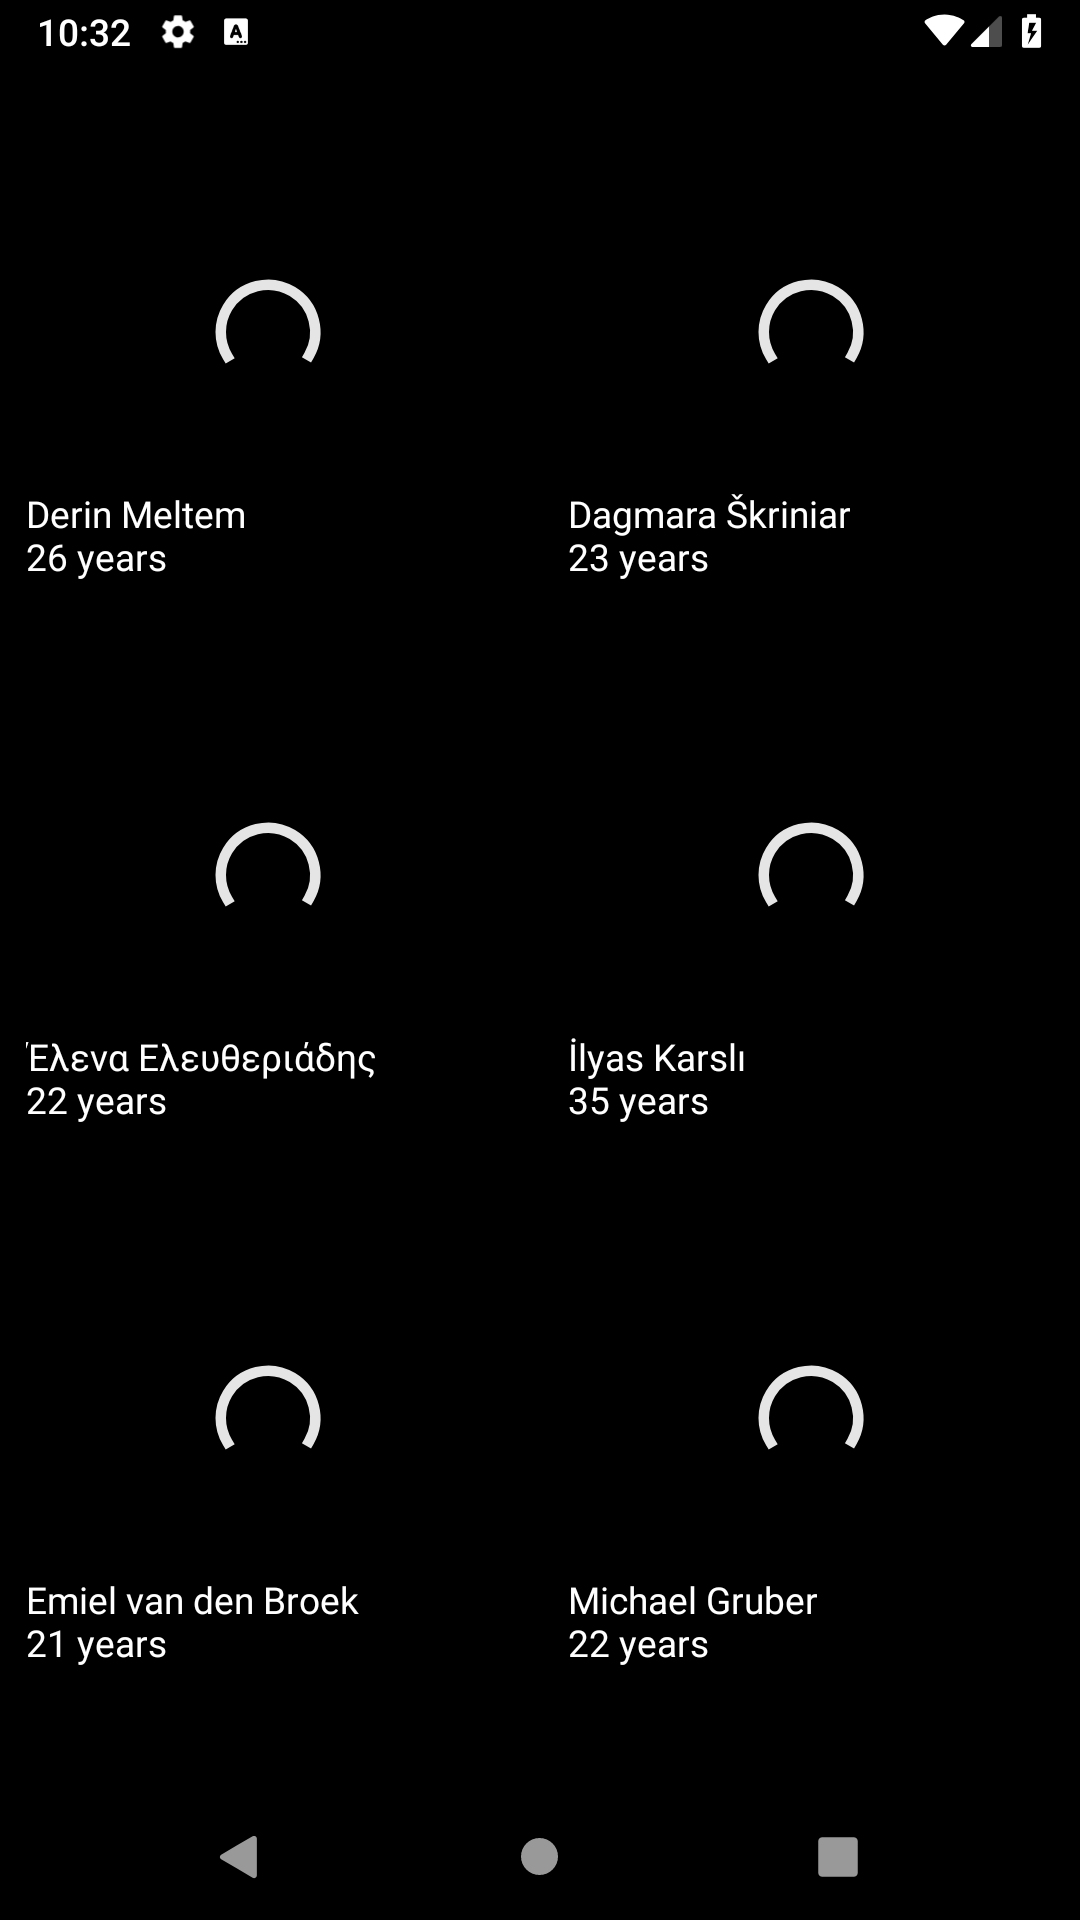 10:32
Derin Meltem
26 years
Dagmara Škriniar
23 years
Έλενα Ελευθεριάδης
22 years
İlyas Karslı
35 years
Emiel van den Broek
21 years
Michael Gruber
22 years